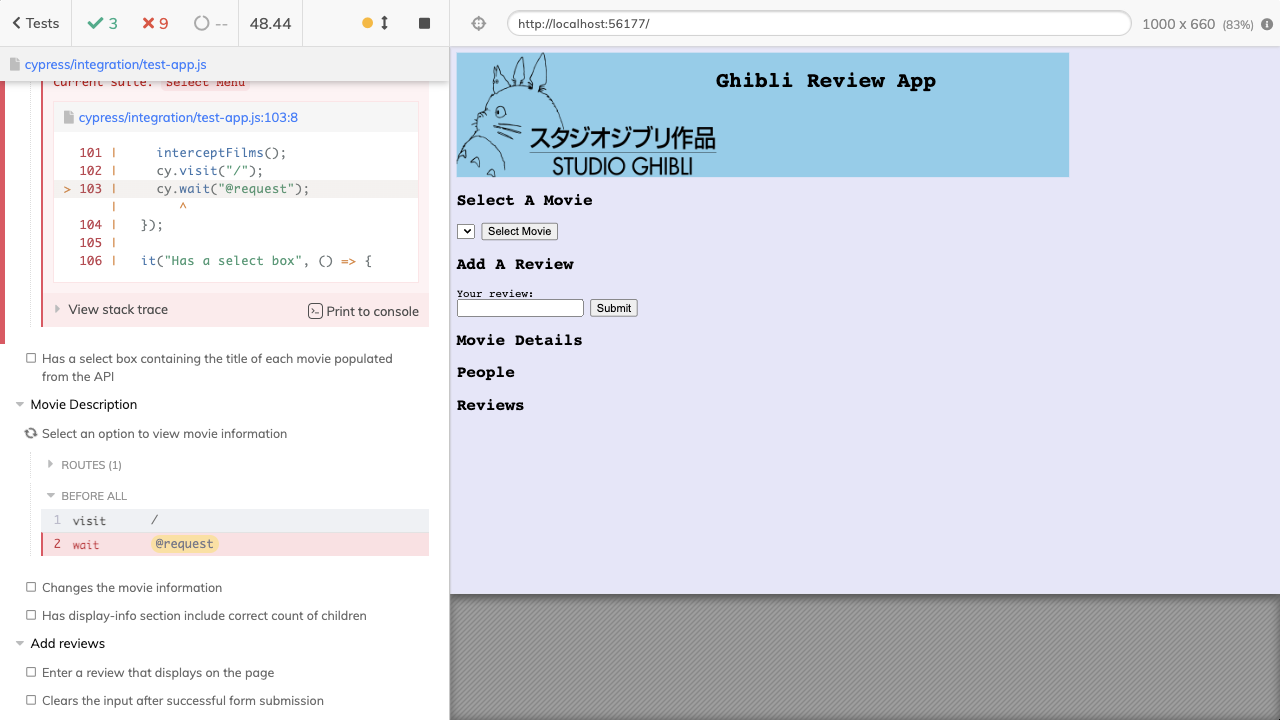 Tests
3
9
--
48.44
http://localhost:56177/
1000 x 660 (83%)
cypress/integration/test-app.js
Current suite: Select Menu
cypress/integration/test-app.js:103:8
101 | interceptFilms();
102 | cy.visit("/");
> 103 | cy.wait("@request");
| ^
104 | });
105 |
106 | it("Has a select box", () => {
View stack trace
Print to console
Has a select box containing the title of each movie populated
from the API
Movie Description
Select an option to view movie information
ROUTES (1)
BEFORE ALL
1 visit /
2 wait @request
Changes the movie information
Has display-info section include correct count of children
Add reviews
Enter a review that displays on the page
Clears the input after successful form submission
Ghibli Review App
スタジオジブリ作品
STUDIO GHIBLI
Select A Movie
Select Movie
Add A Review
Your review:
Submit
Movie Details
People
Reviews